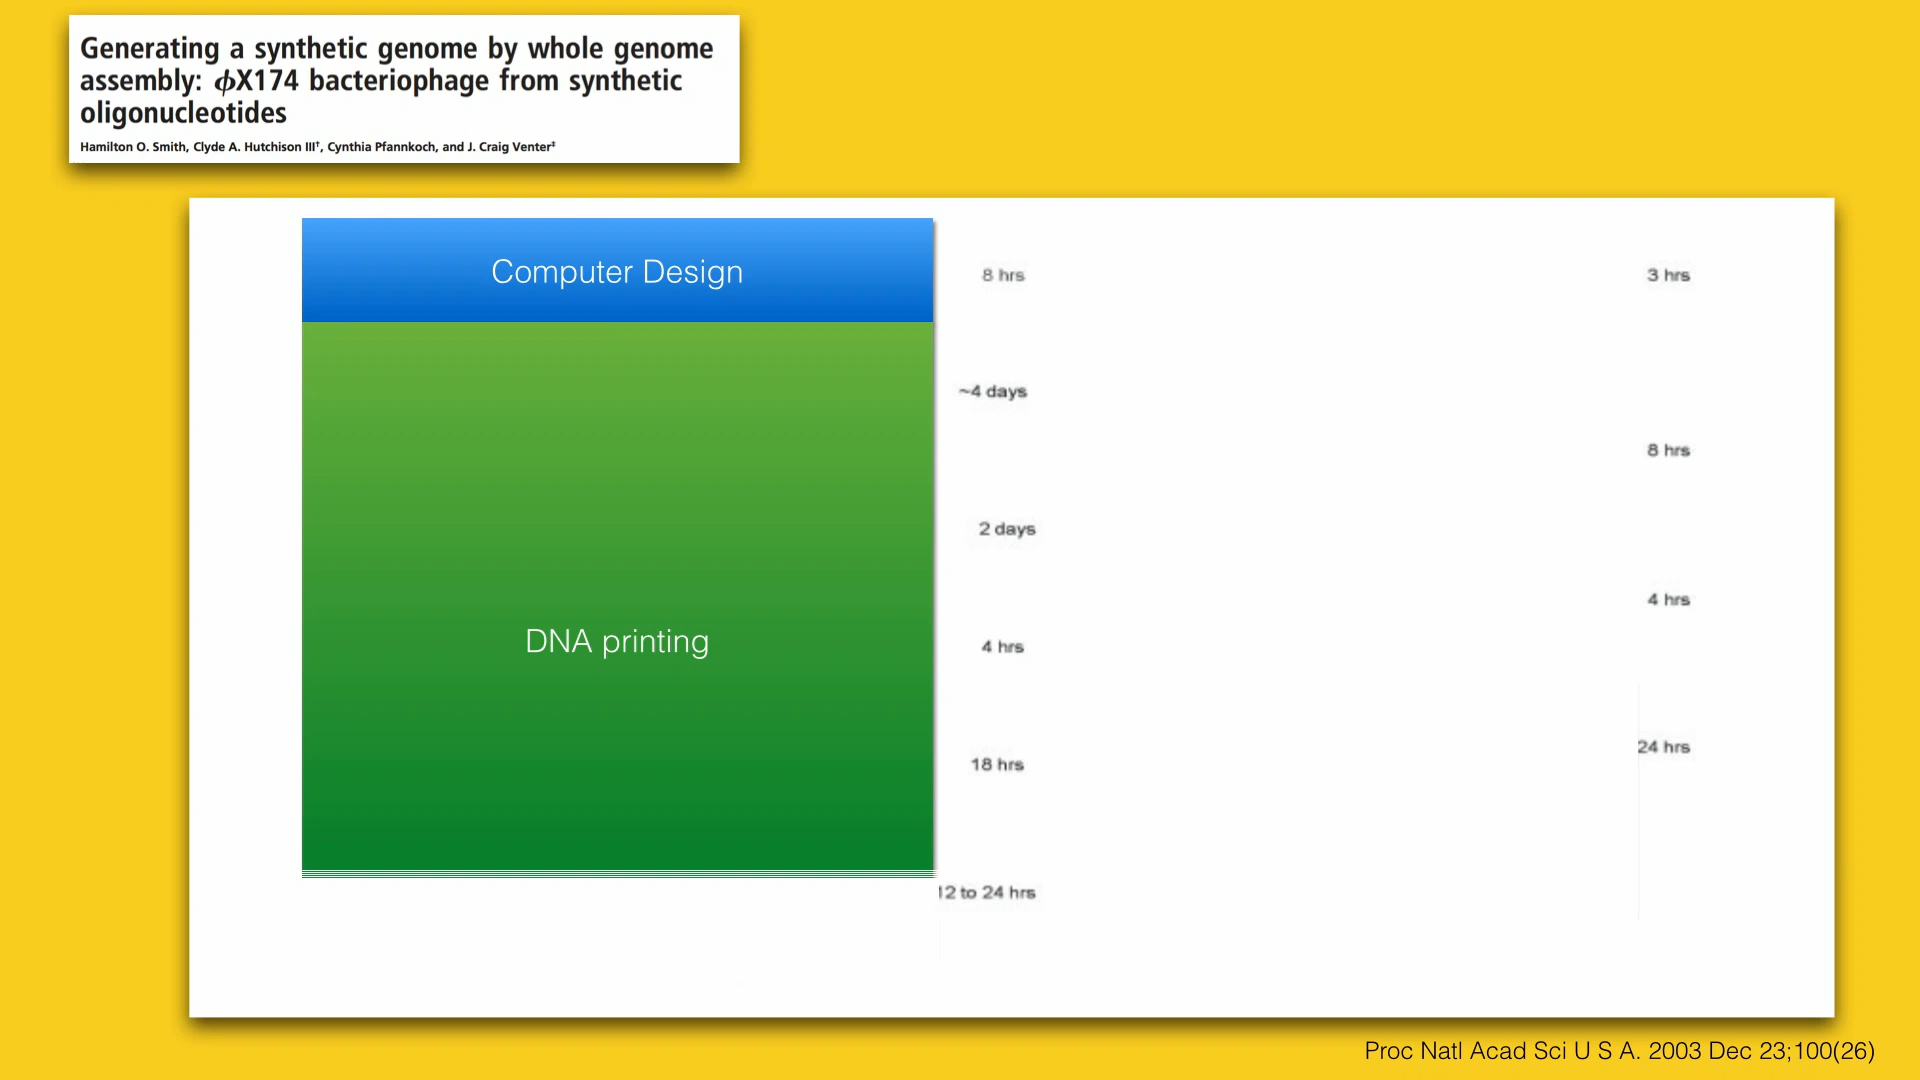 Generating a synthetic genome by whole genome
assembly: ϕX174 bacteriophage from synthetic
oligonucleotides
Hamilton O. Smith, Clyde A. Hutchison III†, Cynthia Pfannkoch, and J. Craig Venter‡
Computer Design
8 hrs
3 hrs
~4 days
8 hrs
2 days
4 hrs
DNA printing
4 hrs
24 hrs
18 hrs
12 to 24 hrs
Proc Natl Acad Sci U S A. 2003 Dec 23;100(26)